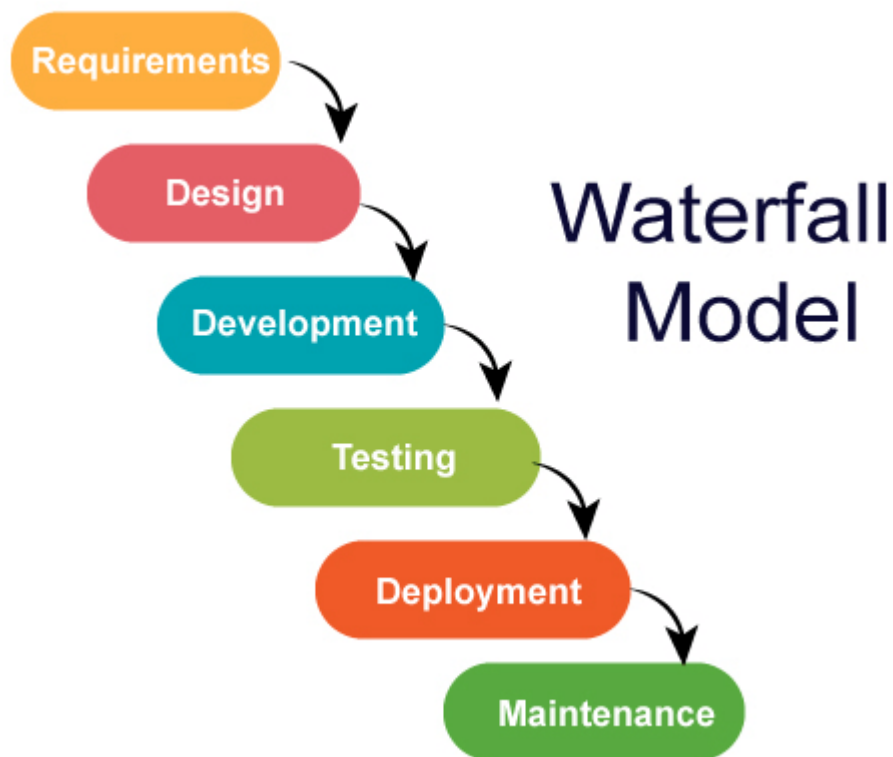 Requirements
Design
Waterfall
Model
Development
Testing
Deployment
Maintenance